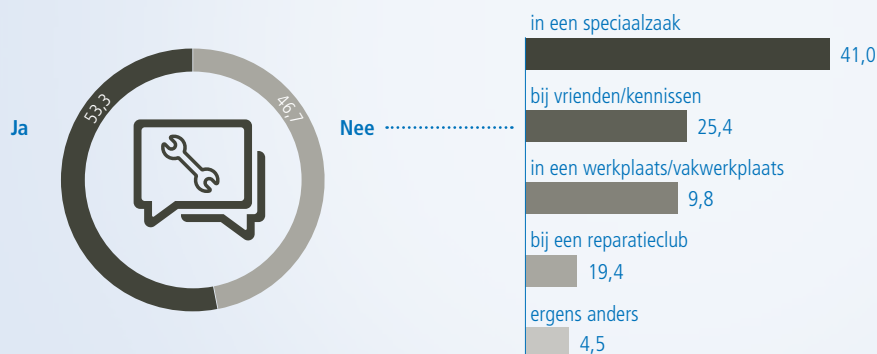 Ja
53,3
46,7
Nee
in een speciaalzaak
41,0
bij vrienden/kennissen
25,4
in een werkplaats/vakwerkplaats
9,8
bij een reparatieclub
19,4
ergens anders
4,5